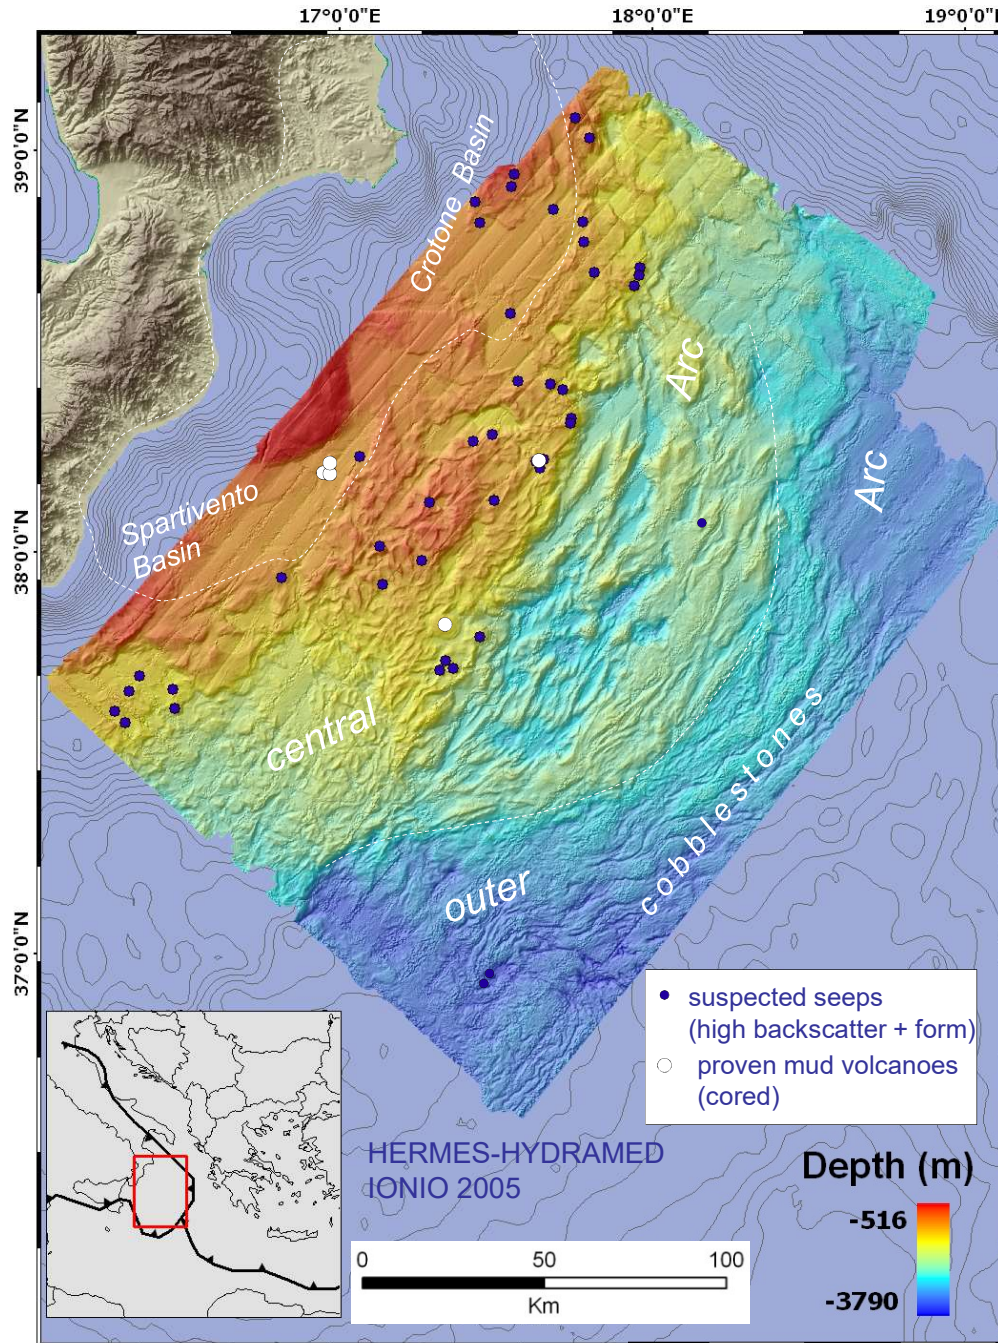 17°0'0"E
18°0'0"E
19°0'0"E
39°0'0"N
38°0'0"N
37°0'0"N
Crotone Basin
Arc
Arc
Spartivento
Basin
central
outer
cobblestones
suspected seeps
(high backscatter + form)
proven mud volcanoes
(cored)
HERMES-HYDRAMED
IONIO 2005
Depth (m)
-516
-3790
0
50
100
Km